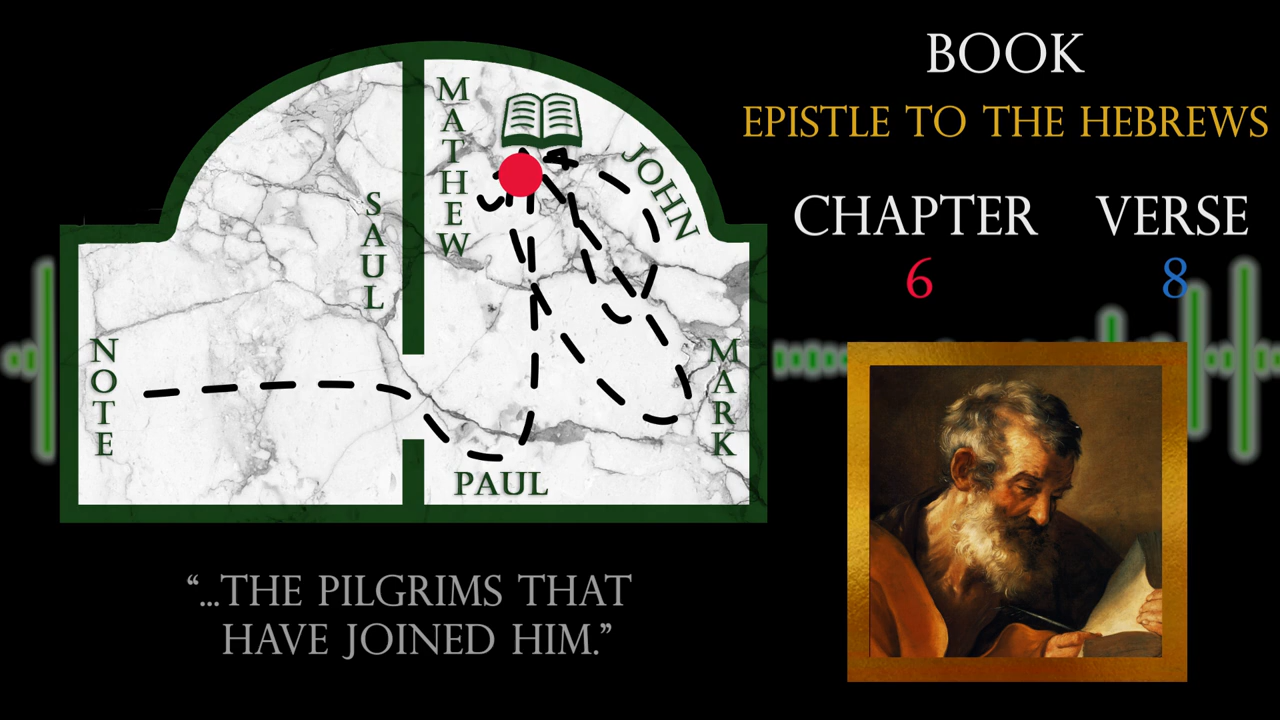 BOOK
EPISTLE TO THE HEBREWS
CHAPTER VERSE
6 8
MATHEW
JOHN
SAUL
NOTE
MARK
PAUL
“...THE PILGRIMS THAT
HAVE JOINED HIM.”